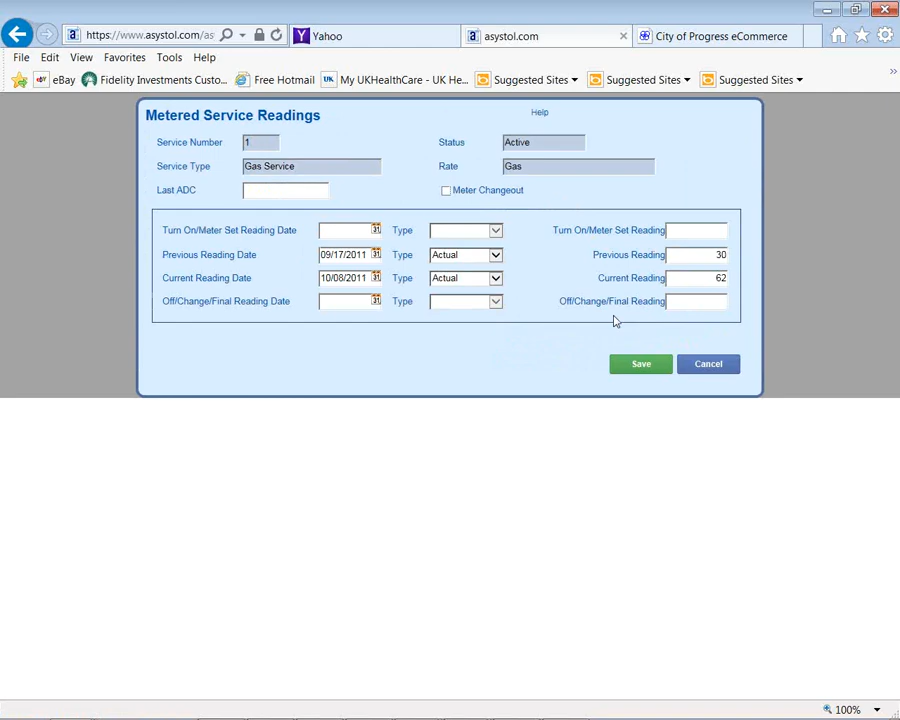 https://www.asystol.com/as
Yahoo
asystol.com
City of Progress eCommerce
File Edit View Favorites Tools Help
eBay Fidelity Investments Custo... Free Hotmail My UKHealthCare - UK He... Suggested Sites Suggested Sites Suggested Sites
Metered Service Readings Help
Service Number 1 Status Active
Service Type Gas Service Rate Gas
Last ADC Meter Changeout
Turn On/Meter Set Reading Date Type Turn On/Meter Set Reading
Previous Reading Date 09/17/2011 Type Actual Previous Reading 30
Current Reading Date 10/08/2011 Type Actual Current Reading 62
Off/Change/Final Reading Date Type Off/Change/Final Reading
Save Cancel
100%